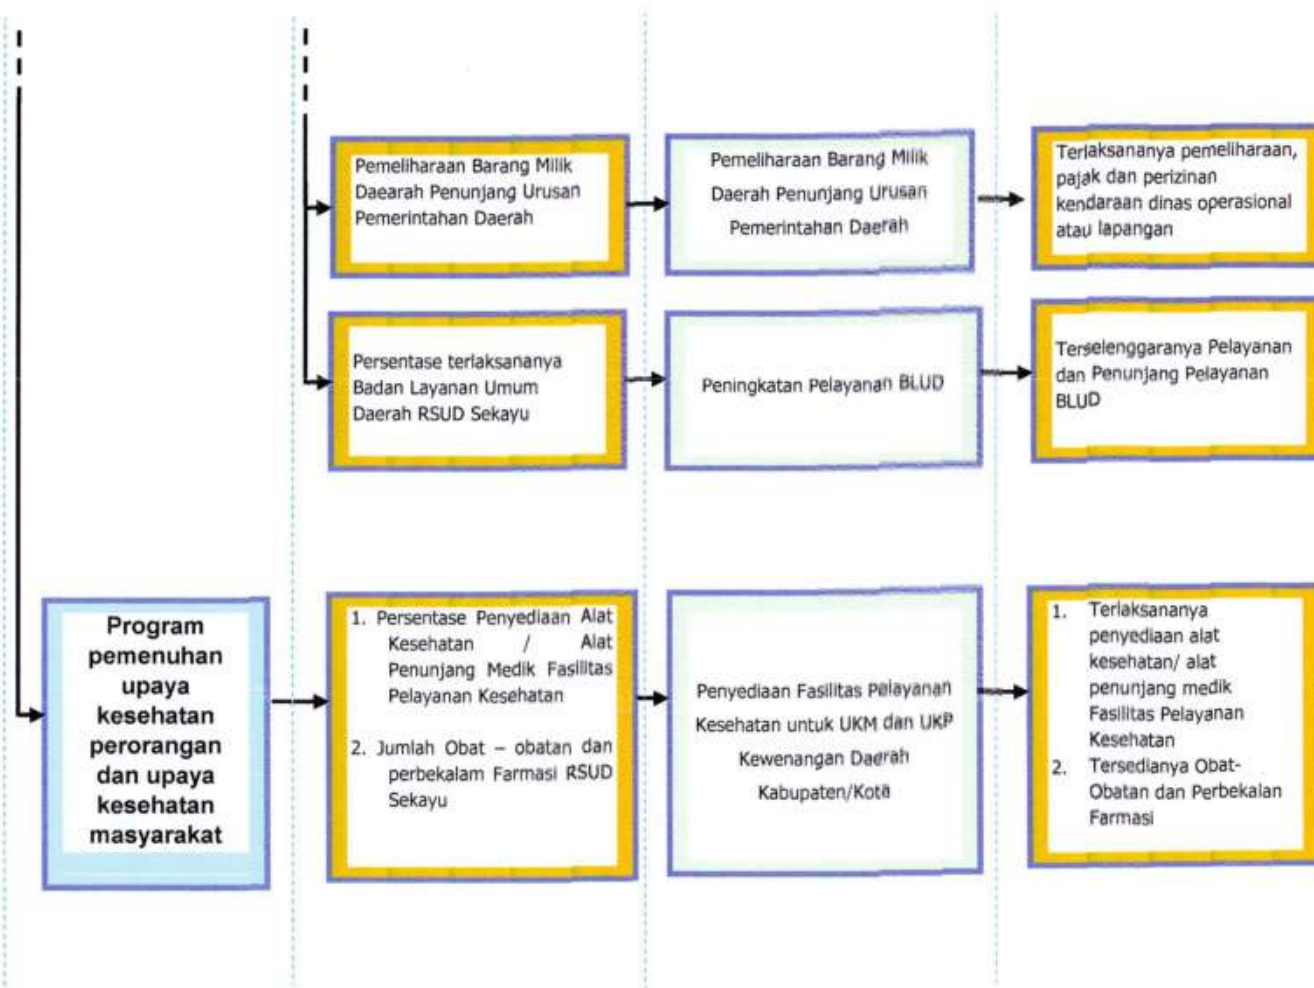 Pemeliharaan Barang Milik
Daearah Penunjang Urusan
Pemerintahan Daerah
Pemeliharaan Barang Milik
Daerah Penunjang Urusan
Pemerintahan Daerah
Terlaksananya pemeliharaan,
pajak dan perizinan
kendaraan dinas operasional
atau lapangan
Persentase terlaksananya
Badan Layanan Umum
Daerah RSUD Sekayu
Peningkatan Pelayanan BLUD
Terselenggaranya Pelayanan
dan Penunjang Pelayanan
BLUD
Program
pemenuhan
upaya
kesehatan
perorangan
dan upaya
kesehatan
masyarakat
1. Persentase Penyediaan Alat
Kesehatan / Alat
Penunjang Medik Fasilitas
Pelayanan Kesehatan
2. Jumlah Obat – obatan dan
perbekalam Farmasi RSUD
Sekayu
Penyediaan Fasilitas Pelayanan
Kesehatan untuk UKM dan UKP
Kewenangan Daerah
Kabupaten/Kota
1. Terlaksananya
penyediaan alat
kesehatan/ alat
penunjang medik
Fasilitas Pelayanan
Kesehatan
2. Tersedianya Obat-
Obatan dan Perbekalan
Farmasi